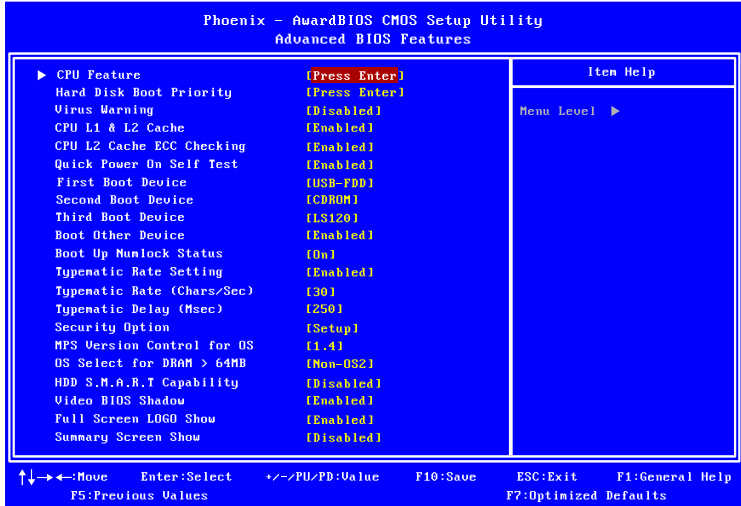 Phoenix - AwardBIOS CMOS Setup Utility
Advanced BIOS Features
▶ CPU Feature [Press Enter] Item Help
Hard Disk Boot Priority [Press Enter]
Virus Warning [Disabled] Menu Level ▶
CPU L1 & L2 Cache [Enabled]
CPU L2 Cache ECC Checking [Enabled]
Quick Power On Self Test [Enabled]
First Boot Device [USB-FDD]
Second Boot Device [CDROM]
Third Boot Device [LS120]
Boot Other Device [Enabled]
Boot Up Numlock Status [On]
Typematic Rate Setting [Enabled]
Typematic Rate (Chars/Sec) [30]
Typematic Delay (Msec) [250]
Security Option [Setup]
MPS Version Control for OS [1.4]
OS Select for DRAM > 64MB [Non-OS2]
HDD S.M.A.R.T Capability [Disabled]
Video BIOS Shadow [Enabled]
Full Screen LOGO Show [Enabled]
Summary Screen Show [Disabled]
↑↓→←:Move Enter:Select +/-/PU/PD:Value F10:Save ESC:Exit F1:General Help
F5:Previous Values F7:Optimized Defaults